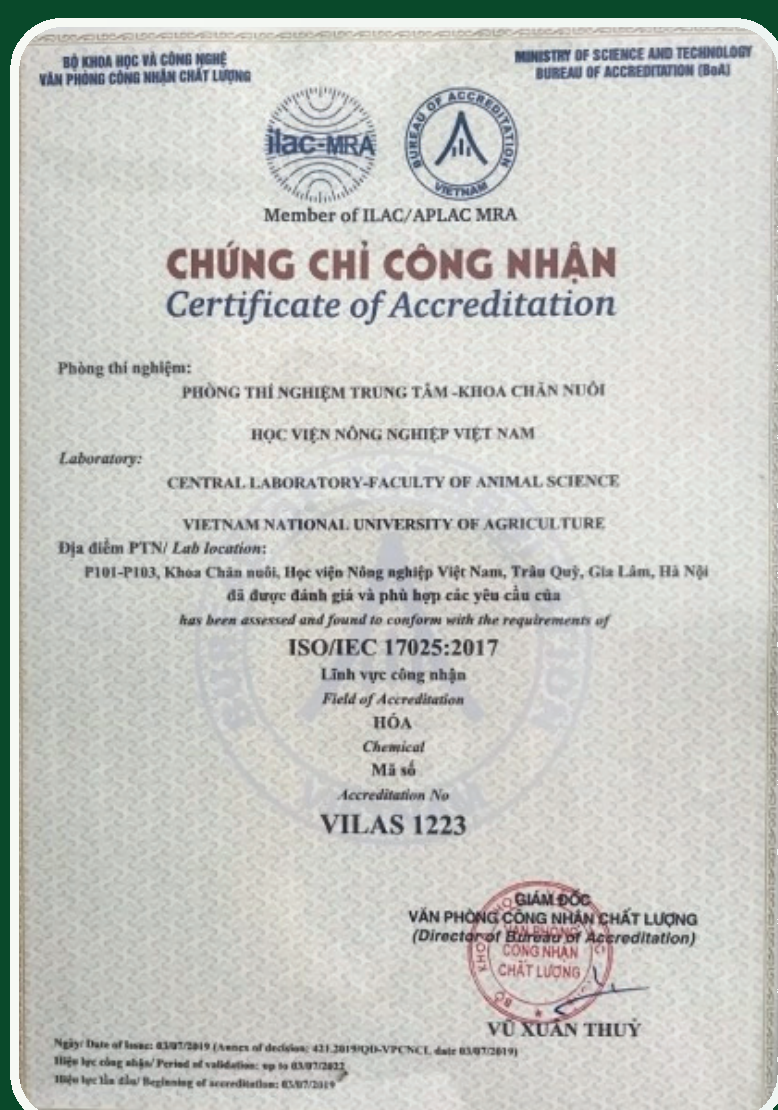 BỘ KHOA HỌC VÀ CÔNG NGHỆ
VĂN PHÒNG CÔNG NHẬN CHẤT LƯỢNG
MINISTRY OF SCIENCE AND TECHNOLOGY
BUREAU OF ACCREDITATION (BoA)
ilac-MRA
BUREAU OF ACCREDITATION
VIETNAM
Member of ILAC/APLAC MRA
CHỨNG CHỈ CÔNG NHẬN
Certificate of Accreditation
Phòng thí nghiệm:
PHÒNG THÍ NGHIỆM TRUNG TÂM -KHOA CHĂN NUÔI
HỌC VIỆN NÔNG NGHIỆP VIỆT NAM
Laboratory:
CENTRAL LABORATORY-FACULTY OF ANIMAL SCIENCE
VIETNAM NATIONAL UNIVERSITY OF AGRICULTURE
Địa điểm PTN/ Lab location:
P101-P103, Khoa Chăn nuôi, Học viện Nông nghiệp Việt Nam, Trâu Quỳ, Gia Lâm, Hà Nội
đã được đánh giá và phù hợp các yêu cầu của
has been assessed and found to conform with the requirements of
ISO/IEC 17025:2017
Lĩnh vực công nhận
Field of Accreditation
HÓA
Chemical
Mã số
Accreditation No
VILAS 1223
GIÁM ĐỐC
VĂN PHÒNG CÔNG NHẬN CHẤT LƯỢNG
(Director of Bureau of Accreditation)
VĂN PHÒNG
CÔNG NHẬN
CHẤT LƯỢNG
VŨ XUÂN THUỶ
Ngày/ Date of Issue: 03/07/2019 (Annex of decision: 421.2019/QĐ-VPCNCL date 03/07/2019)
Hiệu lực công nhận/ Period of validation: up to 03/07/2022
Hiệu lực lần đầu/ Beginning of accreditation: 03/07/2019